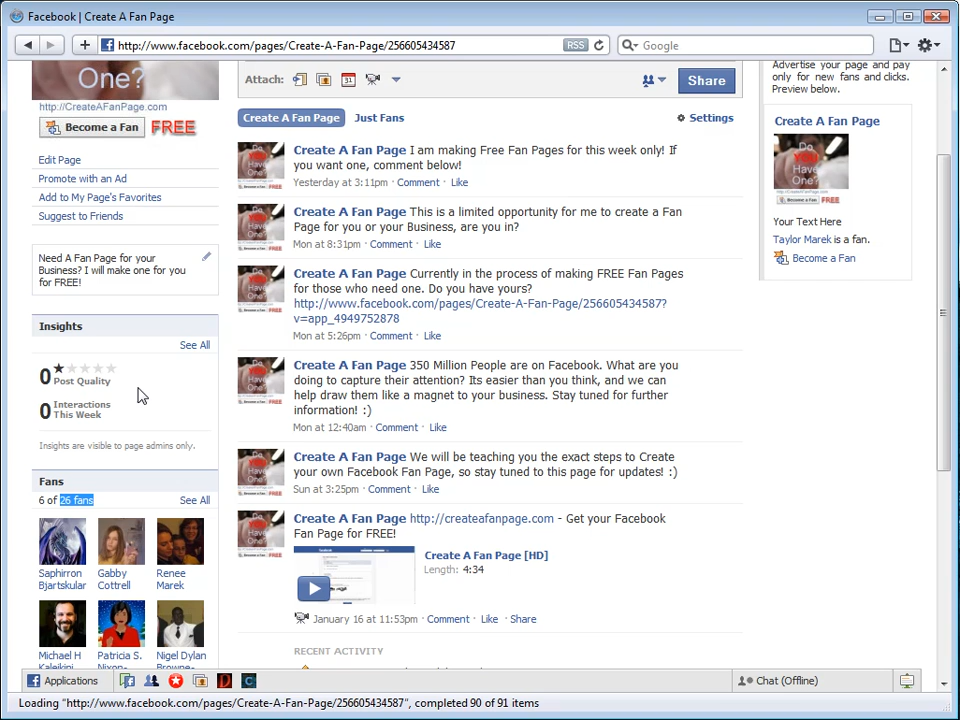 Facebook | Create A Fan Page
http://www.facebook.com/pages/Create-A-Fan-Page/256605434587
RSS
Google
One?
http://CreateAFanPage.com
Become a Fan FREE
Edit Page
Promote with an Ad
Add to My Page's Favorites
Suggest to Friends
Need A Fan Page for your
Business? I will make one for you
for FREE!
Insights
See All
0 Post Quality
0 Interactions
This Week
Insights are visible to page admins only.
Fans
6 of 26 fans See All
Saphirron
Bjartskular
Gabby
Cottrell
Renee
Marek
Michael H
Kaleikini
Patricia S.
Nixon-
Nigel Dylan
Browne-
Attach:
31
Share
Create A Fan Page Just Fans Settings
Create A Fan Page I am making Free Fan Pages for this week only! If
you want one, comment below!
Yesterday at 3:11pm · Comment · Like
Create A Fan Page This is a limited opportunity for me to create a Fan
Page for you or your Business, are you in?
Mon at 8:31pm · Comment · Like
Create A Fan Page Currently in the process of making FREE Fan Pages
for those who need one. Do you have yours?
http://www.facebook.com/pages/Create-A-Fan-Page/256605434587?
v=app_4949752878
Mon at 5:26pm · Comment · Like
Create A Fan Page 350 Million People are on Facebook. What are you
doing to capture their attention? Its easier than you think, and we can
help draw them like a magnet to your business. Stay tuned for further
information! :)
Mon at 12:40am · Comment · Like
Create A Fan Page We will be teaching you the exact steps to Create
your own Facebook Fan Page, so stay tuned to this page for updates! :)
Sun at 3:25pm · Comment · Like
Create A Fan Page http://createafanpage.com - Get your Facebook
Fan Page for FREE!
Create A Fan Page [HD]
Length: 4:34
January 16 at 11:53pm · Comment · Like · Share
RECENT ACTIVITY
Advertise your page and pay
only for new fans and clicks.
Preview below.
Create A Fan Page
Do
YOU
Have
One?
Become a Fan FREE
Your Text Here
Taylor Marek is a fan.
Become a Fan
Applications
Chat (Offline)
Loading "http://www.facebook.com/pages/Create-A-Fan-Page/256605434587", completed 90 of 91 items